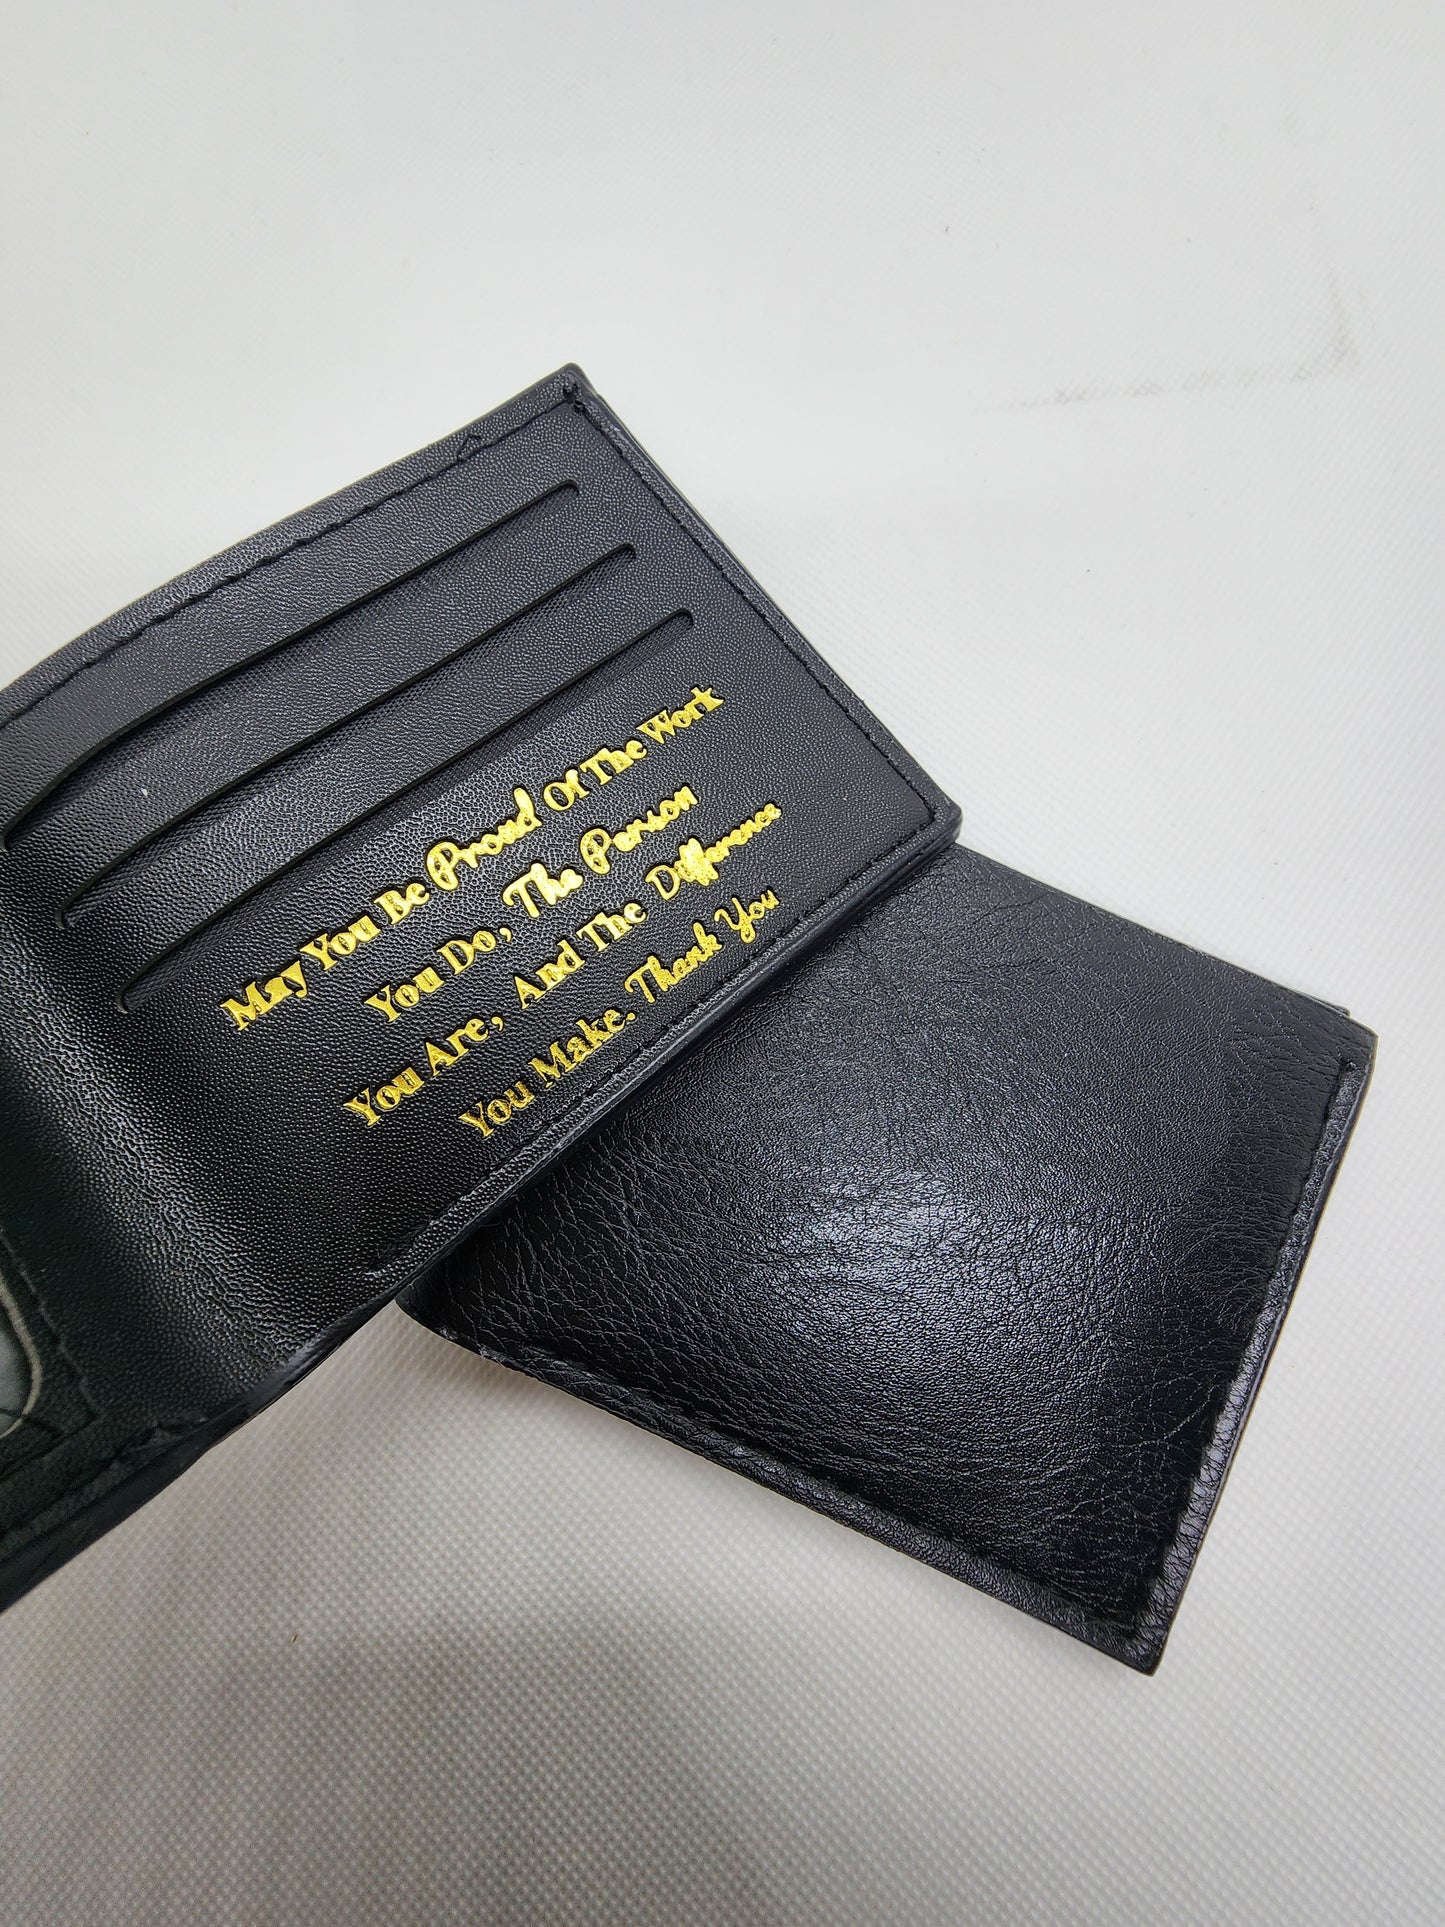 May You Be Proud Of The Work
You Do, The Person
You Are, And The Difference
You Make. Thank You